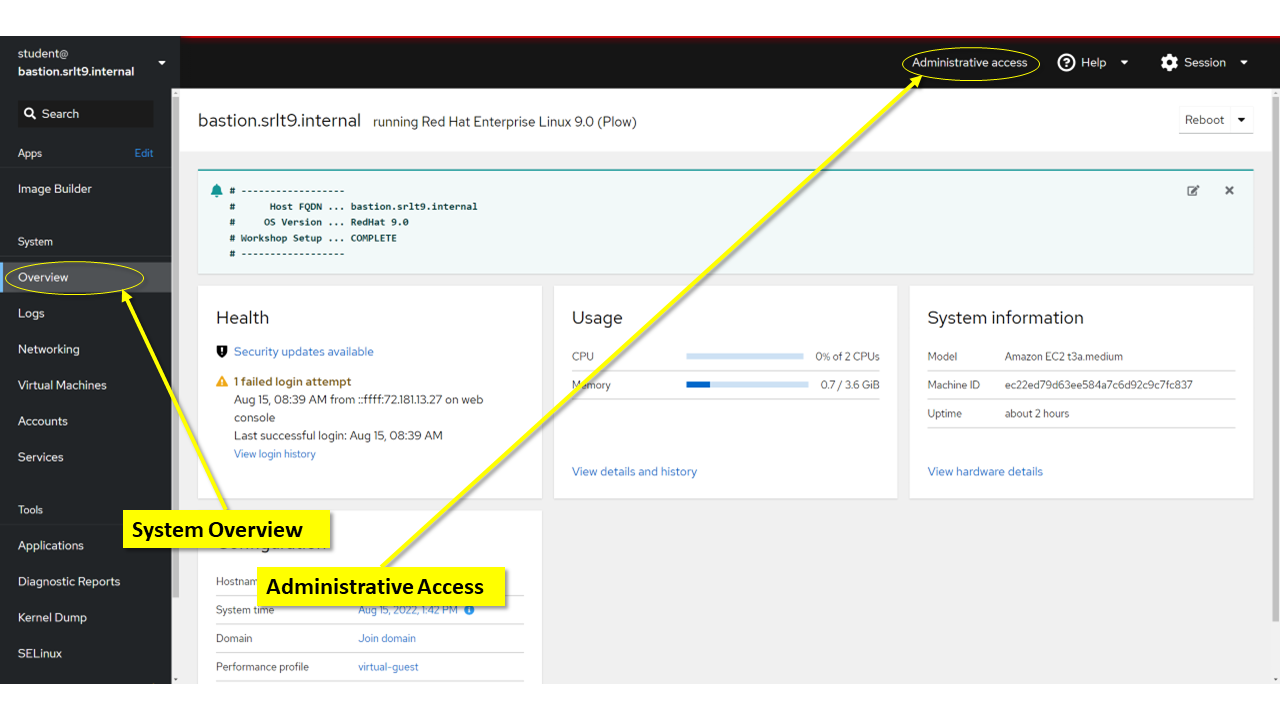 student@
bastion.srlt9.internal
Administrative access
Help
Session
Search
Apps
Edit
Image Builder
System
Overview
Logs
Networking
Virtual Machines
Accounts
Services
Tools
Applications
Diagnostic Reports
Kernel Dump
SELinux
bastion.srlt9.internal running Red Hat Enterprise Linux 9.0 (Plow)
Reboot
# ------------------
# Host FQDN ... bastion.srlt9.internal
# OS Version ... RedHat 9.0
# Workshop Setup ... COMPLETE
# ------------------
Health
Security updates available
1 failed login attempt
Aug 15, 08:39 AM from ::ffff:72.181.13.27 on web
console
Last successful login: Aug 15, 08:39 AM
View login history
Usage
CPU 0% of 2 CPUs
Memory 0.7 / 3.6 GiB
View details and history
System information
Model Amazon EC2 t3a.medium
Machine ID ec22ed79d63ee584a7c6d92c9c7fc837
Uptime about 2 hours
View hardware details
System Overview
Administrative Access
System time Aug 15, 2022, 1:42 PM
Domain Join domain
Performance profile virtual-guest